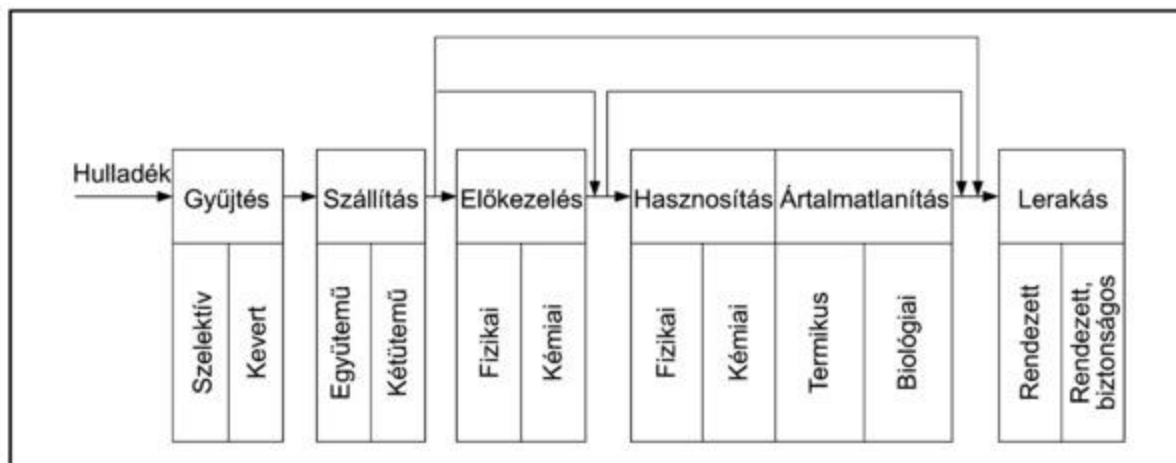 Hulladék
Gyűjtés
Szállítás
Előkezelés
Hasznosítás
Ártalmatlanítás
Lerakás
Szelektív
Kevert
Együtemű
Kétütemű
Fizikai
Kémiai
Fizikai
Kémiai
Termikus
Biológiai
Rendezett
Rendezett,
biztonságos